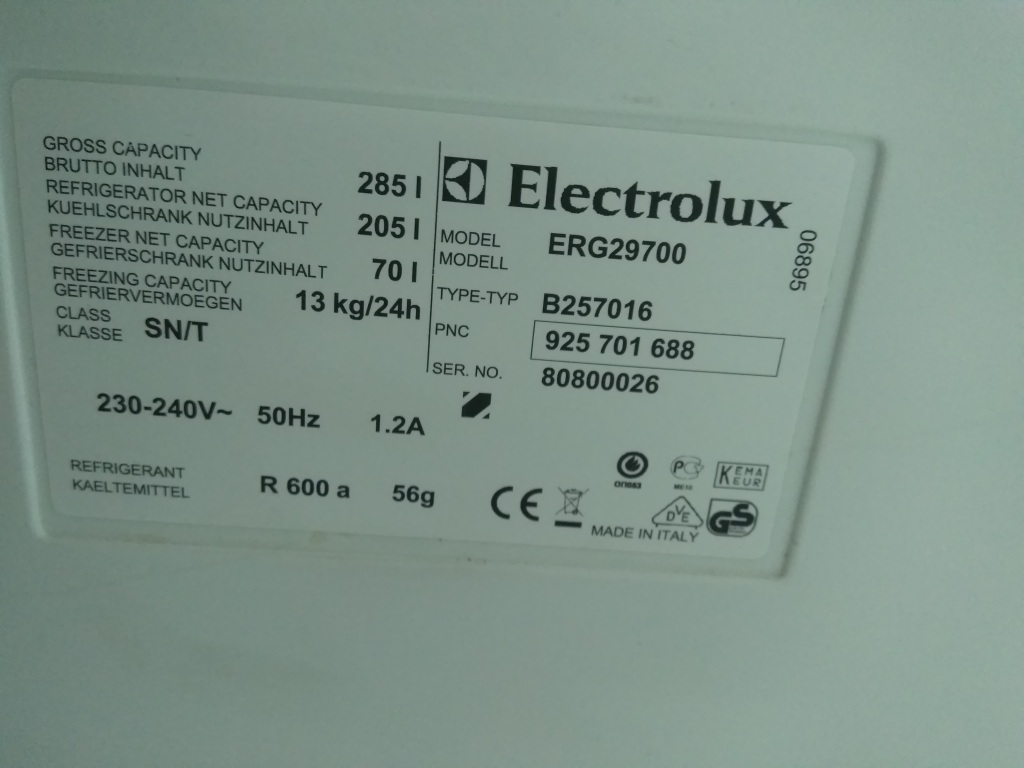 GROSS CAPACITY
BRUTTO INHALT 285 l
REFRIGERATOR NET CAPACITY
KUEHLSCHRANK NUTZINHALT 205 l
FREEZER NET CAPACITY
GEFRIERSCHRANK NUTZINHALT 70 l
FREEZING CAPACITY
GEFRIERVERMOEGEN 13 kg/24h
CLASS
KLASSE SN/T
230-240V~ 50Hz 1.2A
REFRIGERANT
KAELTEMITTEL R 600 a 56g
Electrolux
MODEL
MODELL ERG29700
TYPE-TYP B257016
PNC 925 701 688
SER. NO. 80800026
06895
CE
KEMA
KEUR
DVE
GS
MADE IN ITALY